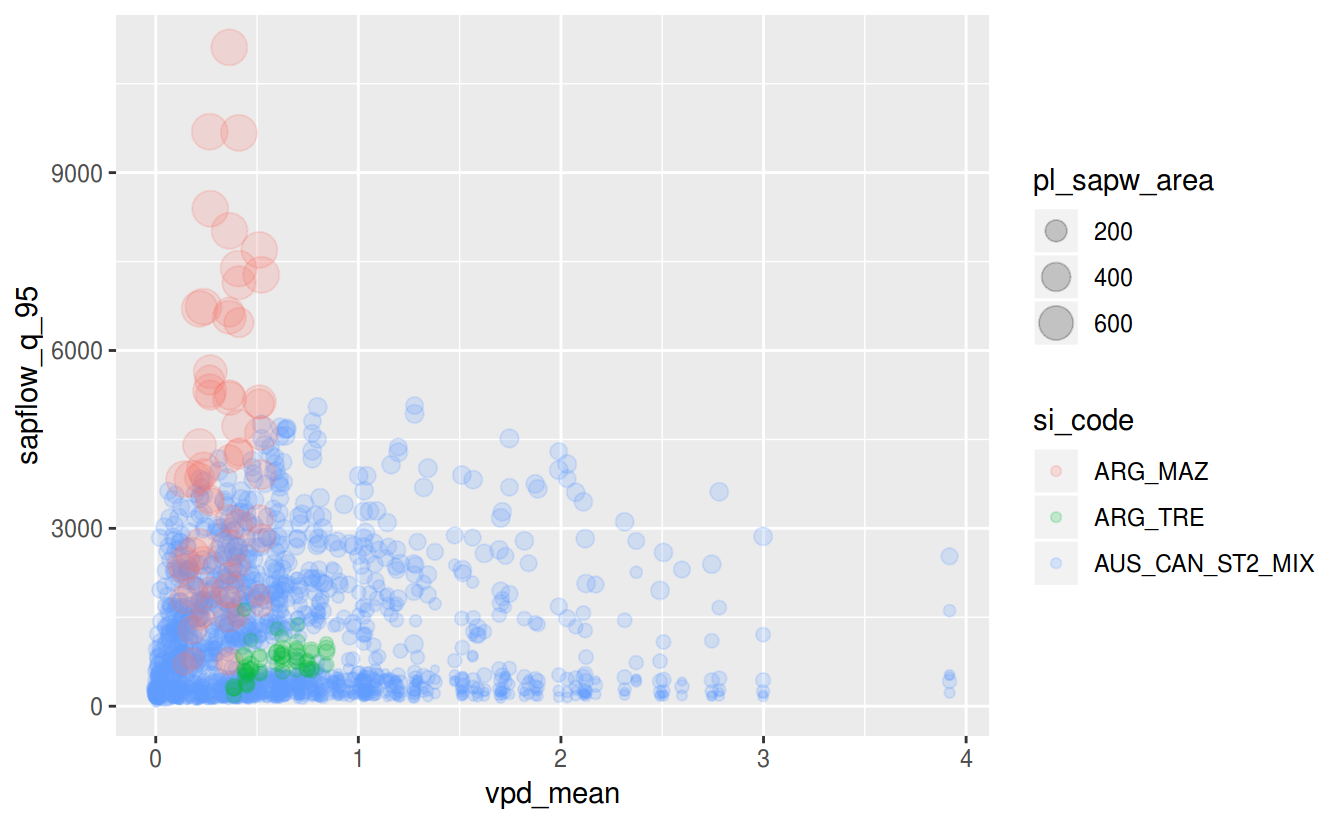 sapflow_q_95
9000
6000
3000
0
0 1 2 3 4
vpd_mean
pl_sapw_area
200
400
600
si_code
ARG_MAZ
ARG_TRE
AUS_CAN_ST2_MIX